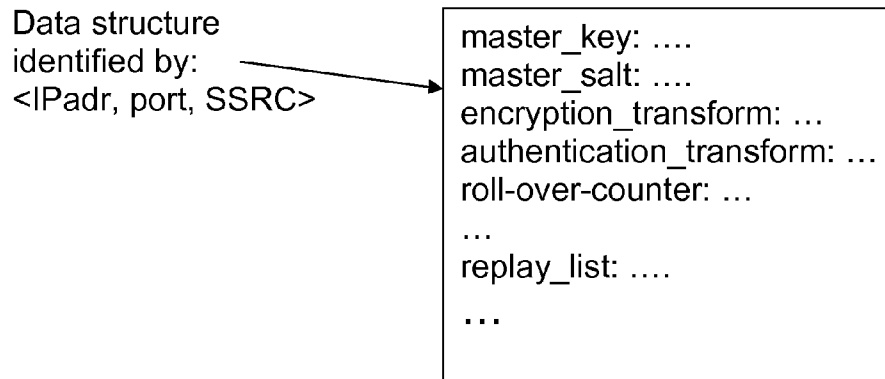 Data structure
identified by:
<IPadr, port, SSRC>
master_key: ....
master_salt: ....
encryption_transform: ...
authentication_transform: ...
roll-over-counter: ...
...
replay_list: ....
...